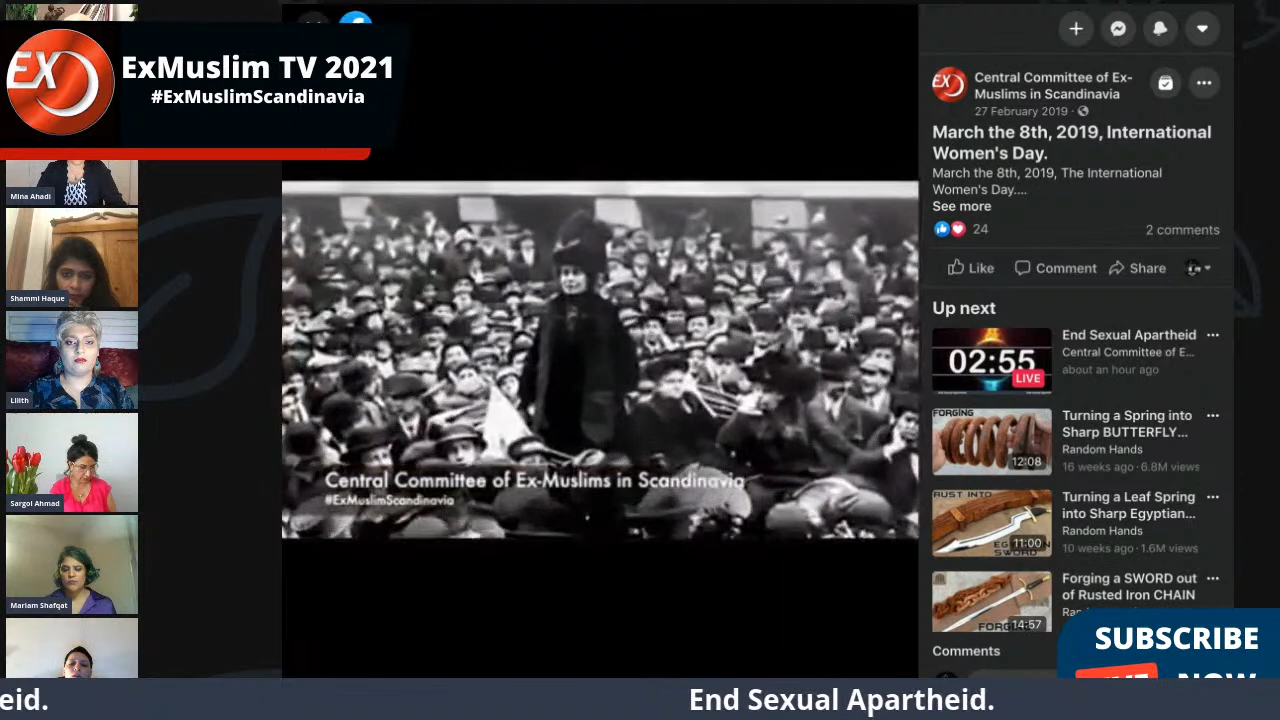 EX
ExMuslim TV 2021
#ExMuslimScandinavia
Mina Ahadi
Shammi Haque
Lilith
Sargol Ahmad
Mariam Shafqat
Central Committee of Ex-Muslims in Scandinavia
#ExMuslimScandinavia
EX
Central Committee of Ex-
Muslims in Scandinavia
27 February 2019 ·
March the 8th, 2019, International
Women's Day.
March the 8th, 2019, The International
Women's Day....
See more
24
2 comments
Like
Comment
Share
Up next
02:55
LIVE
End Sexual Apartheid
Central Committee of E...
about an hour ago
FORGING
12:08
Turning a Spring into
Sharp BUTTERFLY...
Random Hands
16 weeks ago · 6.8M views
RUST INTO
11:00
SWORD
Turning a Leaf Spring
into Sharp Egyptian...
Random Hands
10 weeks ago · 1.6M views
14:57
Forging a SWORD out
of Rusted Iron CHAIN
Comments
SUBSCRIBE
NOW
eid.
End Sexual Apartheid.